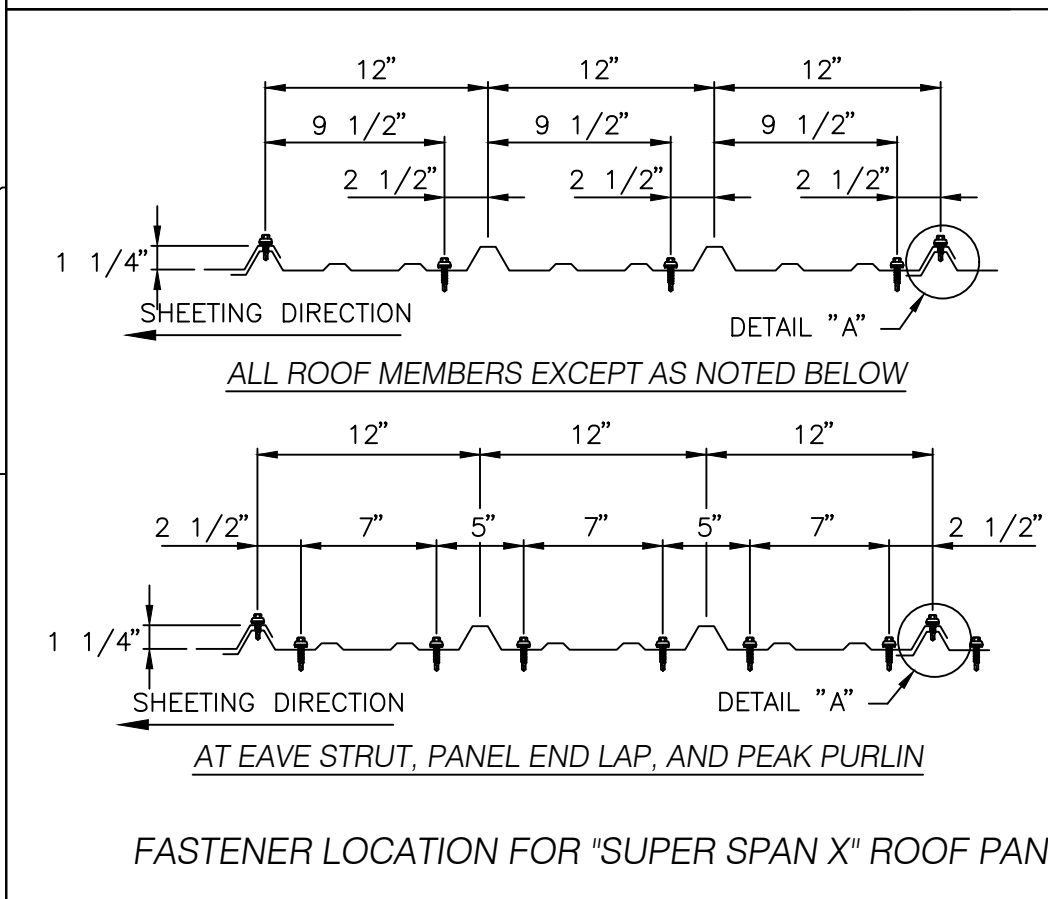 12" 12" 12"
9 1/2" 9 1/2" 9 1/2"
2 1/2" 2 1/2" 2 1/2"
1 1/4"
SHEETING DIRECTION
DETAIL "A"
ALL ROOF MEMBERS EXCEPT AS NOTED BELOW
12" 12" 12"
2 1/2" 7" 5" 7" 5" 7" 2 1/2"
1 1/4"
SHEETING DIRECTION
DETAIL "A"
AT EAVE STRUT, PANEL END LAP, AND PEAK PURLIN
FASTENER LOCATION FOR "SUPER SPAN X" ROOF PAN